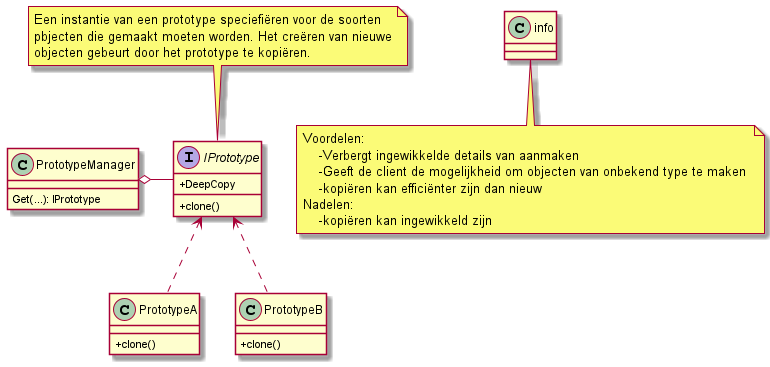 Een instantie van een prototype speciefiëren voor de soorten
pbjecten die gemaakt moeten worden. Het creëren van nieuwe
objecten gebeurt door het prototype te kopiëren.
C info
Voordelen:
-Verbergt ingewikkelde details van aanmaken
-Geeft de client de mogelijkheid om objecten van onbekend type te maken
-kopiëren kan efficiënter zijn dan nieuw
Nadelen:
-kopiëren kan ingewikkeld zijn
C PrototypeManager
Get(...): IPrototype
I IPrototype
+DeepCopy
+clone()
C PrototypeA
+clone()
C PrototypeB
+clone()